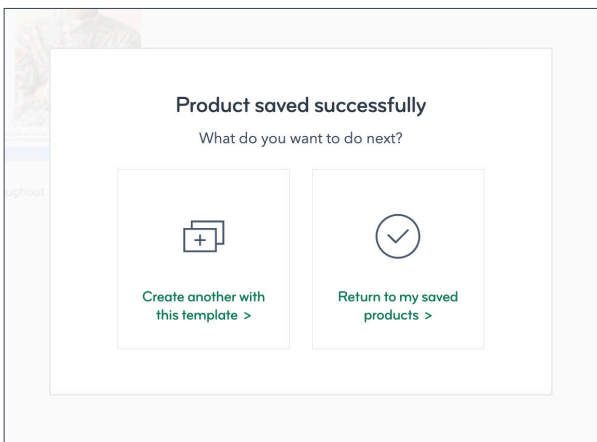 Product saved successfully
What do you want to do next?
Create another with
this template >
Return to my saved
products >
ughout